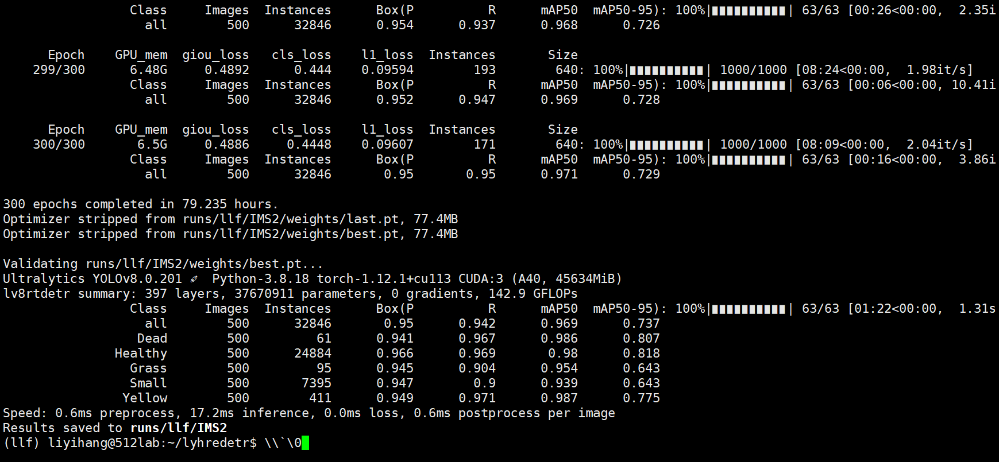 Class Images Instances Box(P R mAP50 mAP50-95): 100%|██████████| 63/63 [00:26<00:00, 2.35i
all 500 32846 0.954 0.937 0.968 0.726
Epoch GPU_mem giou_loss cls_loss l1_loss Instances Size
299/300 6.48G 0.4892 0.444 0.09594 193 640: 100%|██████████| 1000/1000 [08:24<00:00, 1.98it/s]
Class Images Instances Box(P R mAP50 mAP50-95): 100%|██████████| 63/63 [00:06<00:00, 10.41i
all 500 32846 0.952 0.947 0.969 0.728
Epoch GPU_mem giou_loss cls_loss l1_loss Instances Size
300/300 6.5G 0.4886 0.4448 0.09607 171 640: 100%|██████████| 1000/1000 [08:09<00:00, 2.04it/s]
Class Images Instances Box(P R mAP50 mAP50-95): 100%|██████████| 63/63 [00:16<00:00, 3.86i
all 500 32846 0.95 0.95 0.971 0.729
300 epochs completed in 79.235 hours.
Optimizer stripped from runs/llf/IMS2/weights/last.pt, 77.4MB
Optimizer stripped from runs/llf/IMS2/weights/best.pt, 77.4MB
Validating runs/llf/IMS2/weights/best.pt...
Ultralytics YOLOv8.0.201 🚀 Python-3.8.18 torch-1.12.1+cu113 CUDA:3 (A40, 45634MiB)
lv8rtdetr summary: 397 layers, 37670911 parameters, 0 gradients, 142.9 GFLOPs
Class Images Instances Box(P R mAP50 mAP50-95): 100%|██████████| 63/63 [01:22<00:00, 1.31s
all 500 32846 0.95 0.942 0.969 0.737
Dead 500 61 0.941 0.967 0.986 0.807
Healthy 500 24884 0.966 0.969 0.98 0.818
Grass 500 95 0.945 0.904 0.954 0.643
Small 500 7395 0.947 0.9 0.939 0.643
Yellow 500 411 0.949 0.971 0.987 0.775
Speed: 0.6ms preprocess, 17.2ms inference, 0.0ms loss, 0.6ms postprocess per image
Results saved to runs/llf/IMS2
(llf) liyihang@512lab:~/lyhredetr$ \\`\0